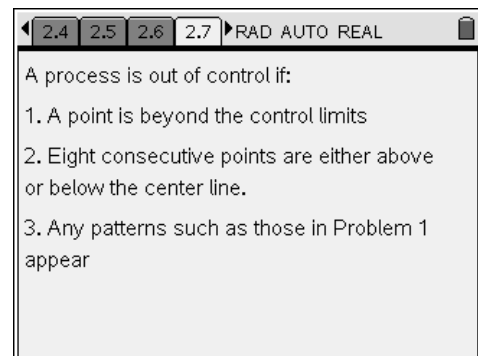 2.4 2.5 2.6 2.7 RAD AUTO REAL
A process is out of control if:
1. A point is beyond the control limits
2. Eight consecutive points are either above
or below the center line.
3. Any patterns such as those in Problem 1
appear